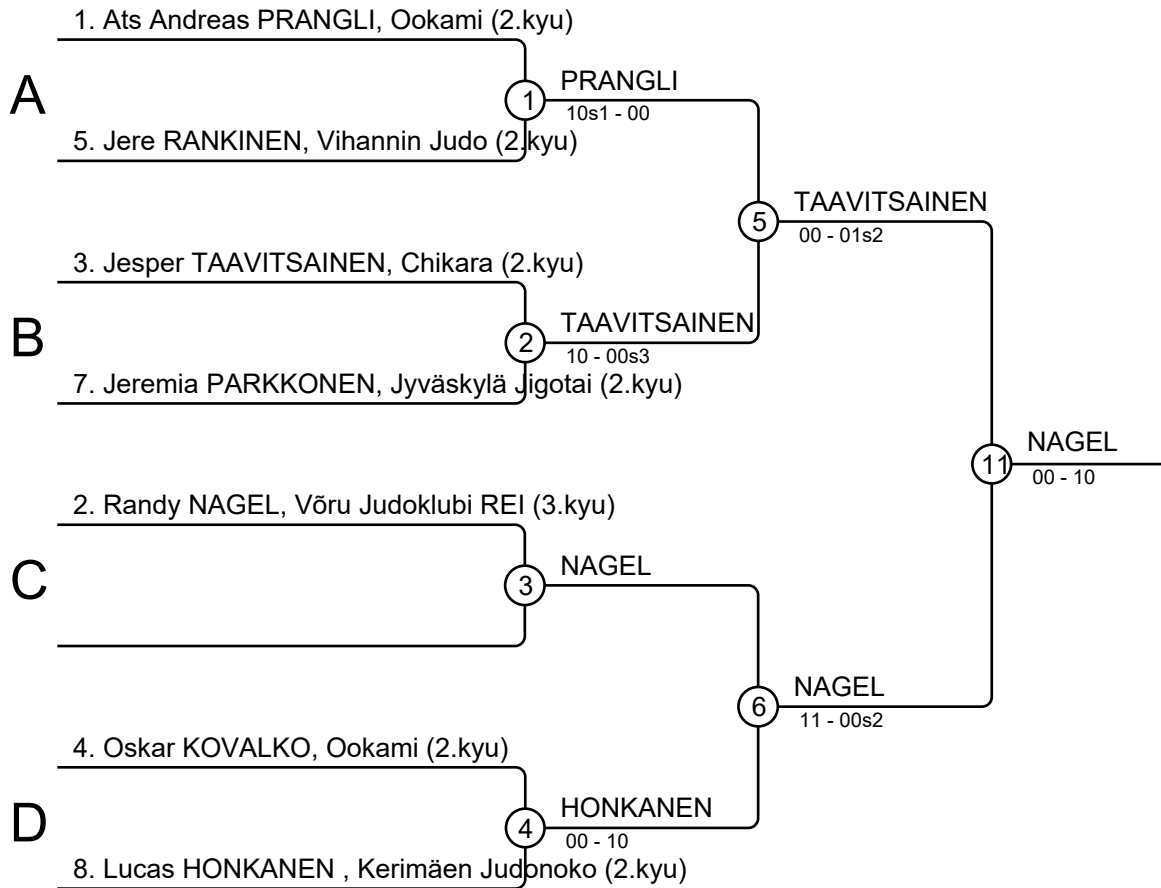 1. Ats Andreas PRANGLI, Ookami (2.kyu)
A
1
PRANGLI
10s1 - 00
5. Jere RANKINEN, Vihannin Judo (2.kyu)
5
TAAVITSAINEN
00 - 01s2
3. Jesper TAAVITSAINEN, Chikara (2.kyu)
B
2
TAAVITSAINEN
10 - 00s3
7. Jeremia PARKKONEN, Jyväskylä Jigotai (2.kyu)
11
NAGEL
00 - 10
2. Randy NAGEL, Võru Judoklubi REI (3.kyu)
C
3
NAGEL
6
NAGEL
11 - 00s2
4. Oskar KOVALKO, Ookami (2.kyu)
D
4
HONKANEN
00 - 10
8. Lucas HONKANEN , Kerimäen Judonoko (2.kyu)